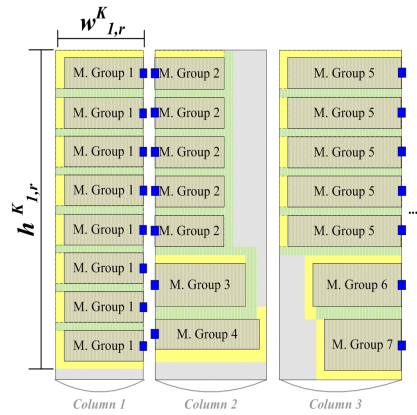 w^K_{1,r}
h^K_{1,r}
M. Group 1
M. Group 1
M. Group 1
M. Group 1
M. Group 1
M. Group 1
M. Group 1
M. Group 1
M. Group 2
M. Group 2
M. Group 2
M. Group 2
M. Group 2
M. Group 3
M. Group 4
M. Group 5
M. Group 5
M. Group 5
M. Group 5
M. Group 5
M. Group 6
M. Group 7
...
Column 1
Column 2
Column 3